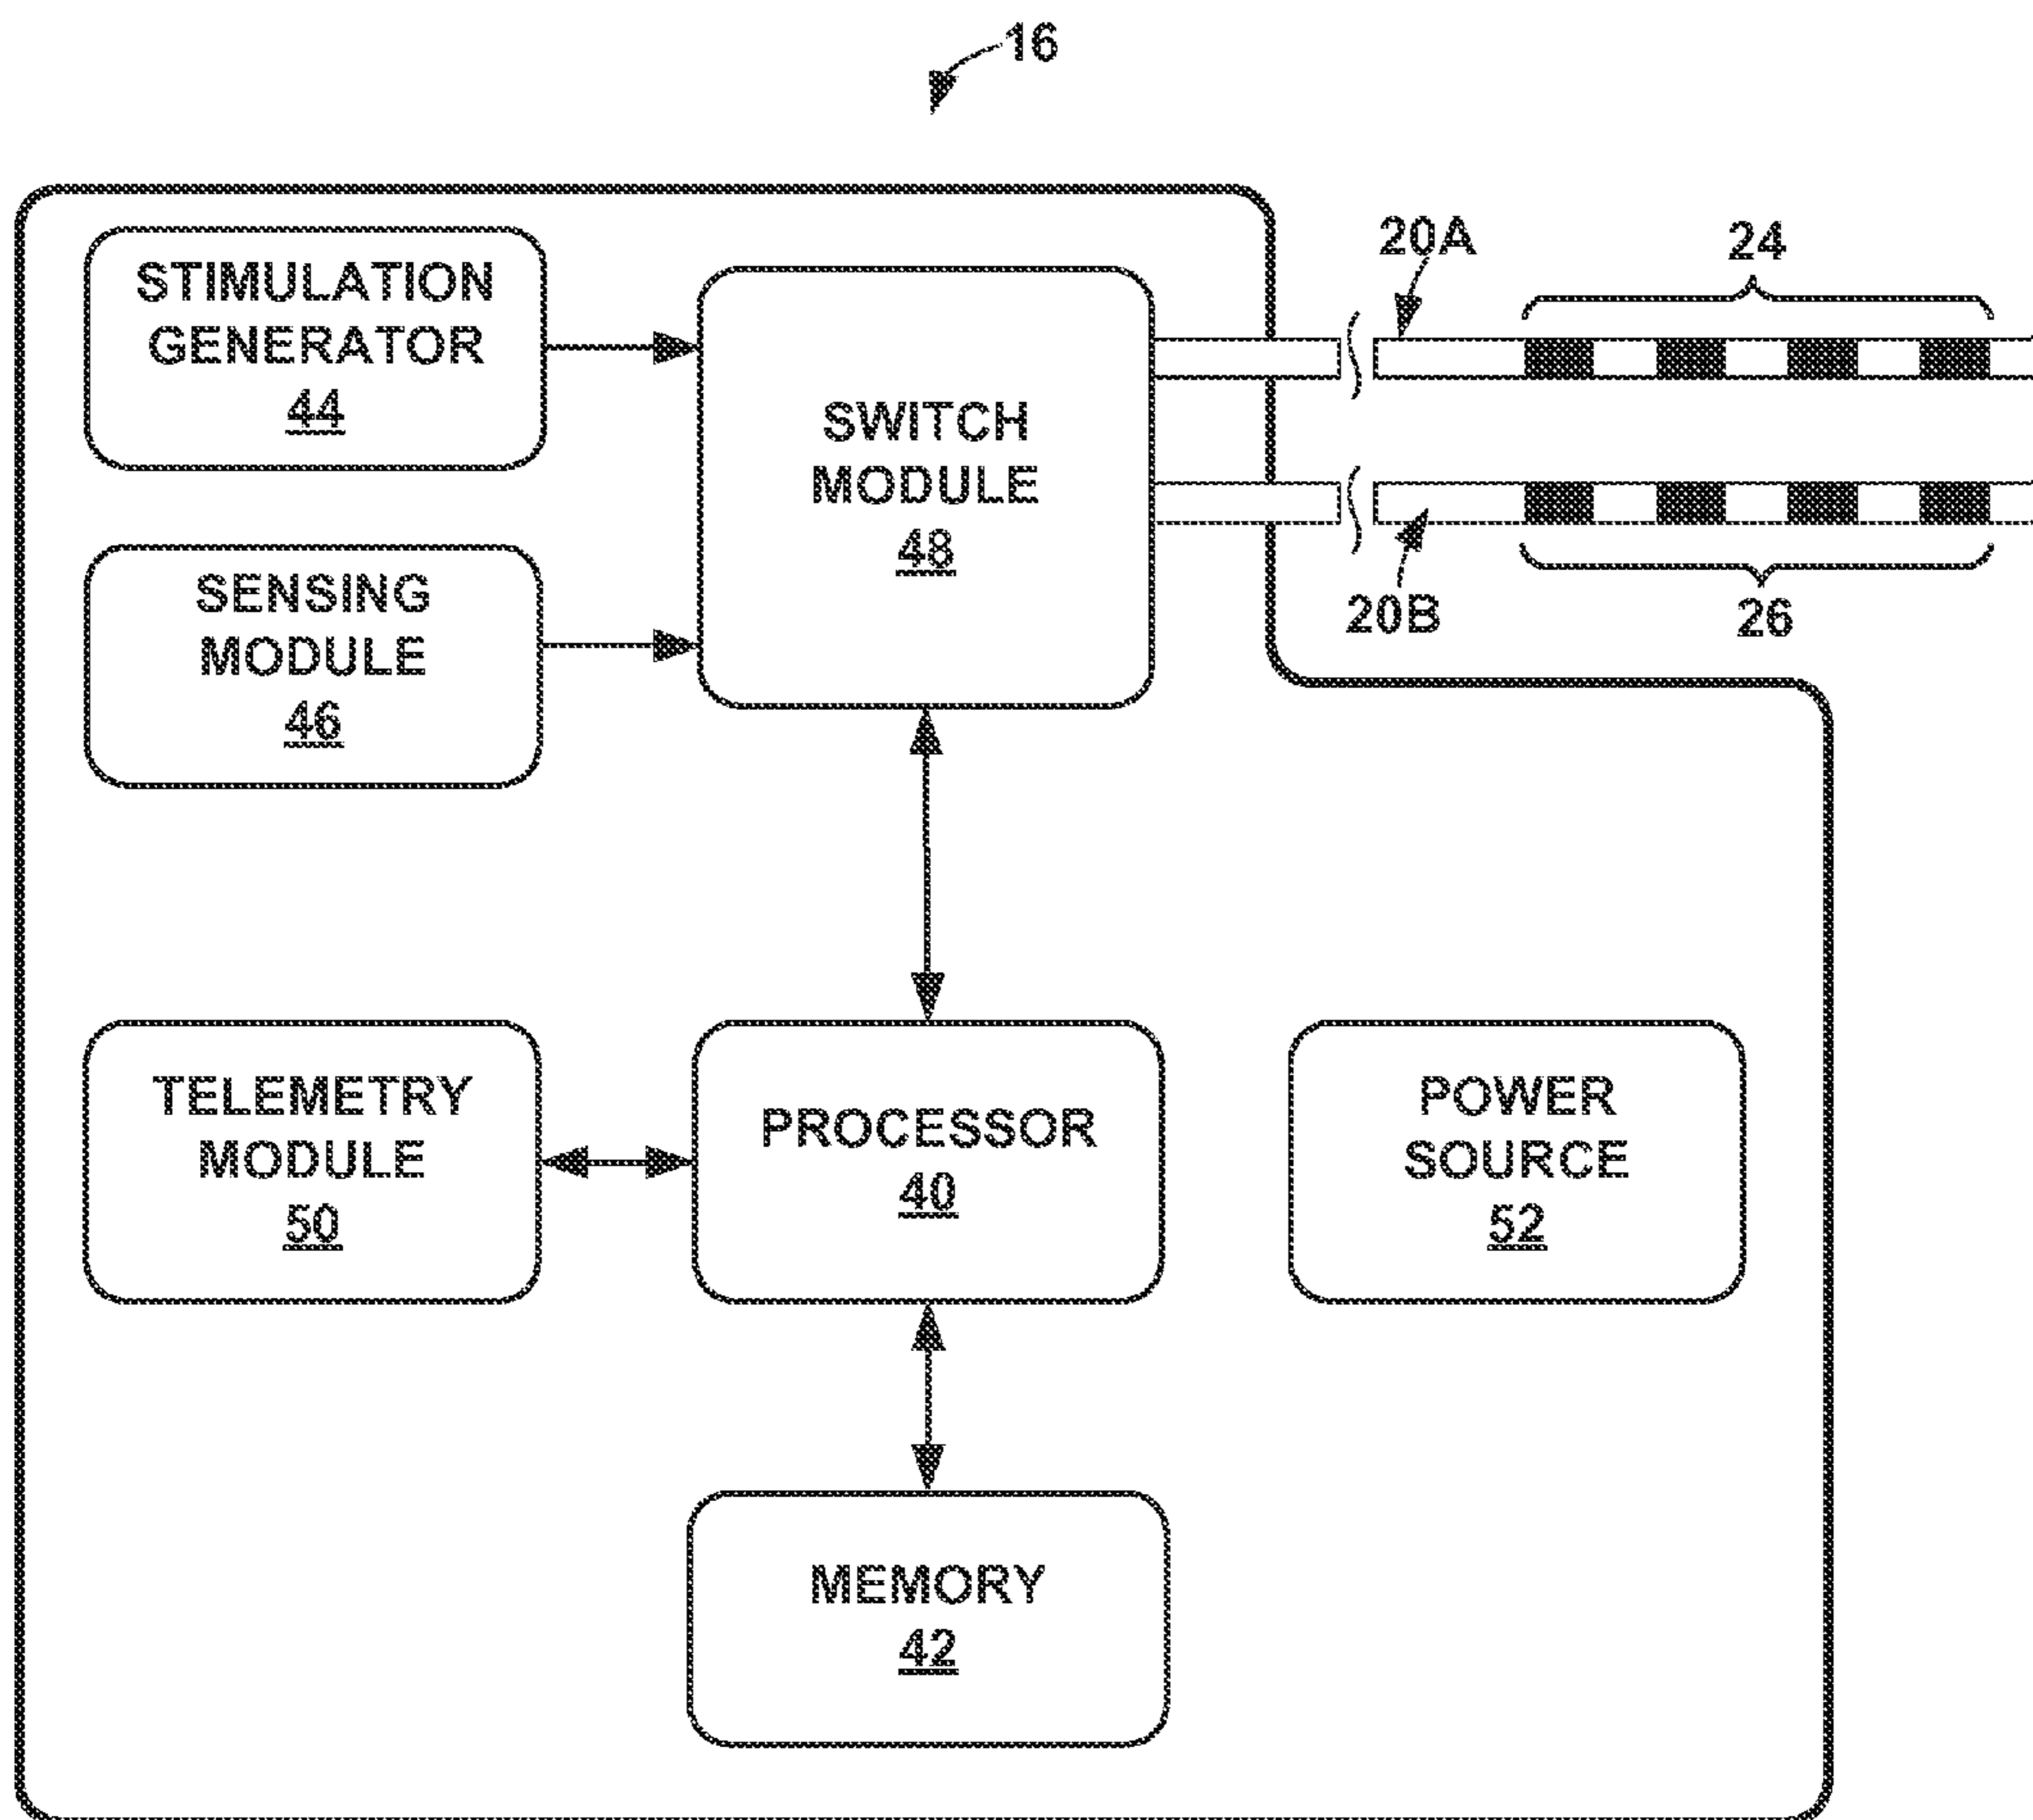 16
STIMULATION
GENERATOR
44
SWITCH
MODULE
48
20A
24
SENSING
MODULE
46
20B
26
TELEMETRY
MODULE
50
PROCESSOR
40
POWER
SOURCE
52
MEMORY
42